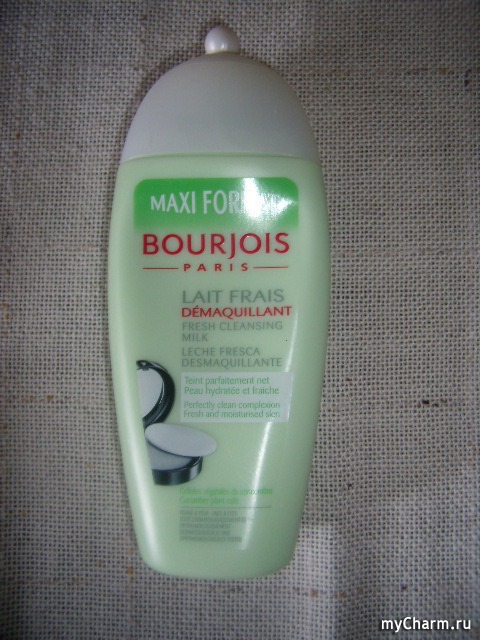 MAXI FORMAT
BOURJOIS
PARIS
LAIT FRAIS
DÉMAQUILLANT
FRESH CLEANSING
MILK
LECHE FRESCA
DESMAQUILLANTE
Teint parfaitement net
Peau hydratée et fraîche
Perfectly clean complexion
Fresh and moisturised skin
myCharm.ru